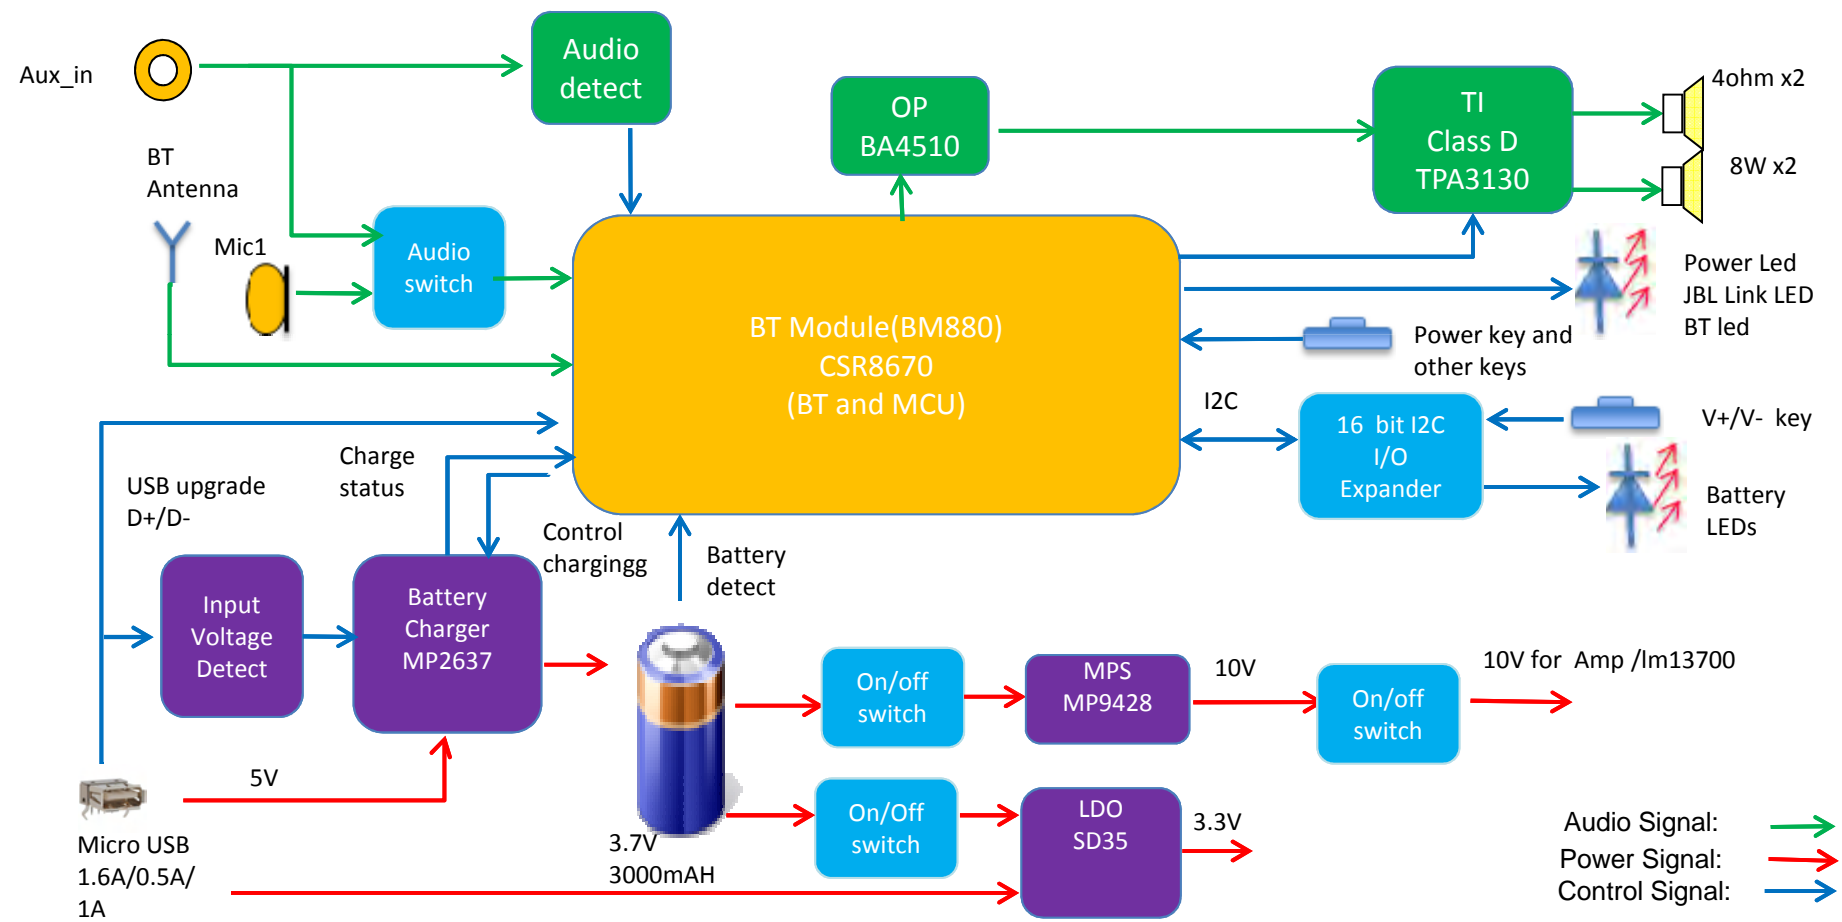 Aux_in
Audio
detect
OP
BA4510
TI
Class D
TPA3130
4ohm x2
8W x2
BT
Antenna
Mic1
Audio
switch
BT Module(BM880)
CSR8670
(BT and MCU)
Power Led
JBL Link LED
BT led
Power key and
other keys
I2C
16  bit I2C
I/O
Expander
V+/V-  key
Battery
LEDs
USB upgrade
D+/D-
Charge
status
Control
chargingg
Battery
detect
Input
Voltage
Detect
Battery
Charger
MP2637
On/off
switch
MPS
MP9428
10V
On/off
switch
10V for  Amp /lm13700
5V
Micro USB
1.6A/0.5A/
1A
3.7V
3000mAH
On/Off
switch
LDO
SD35
3.3V
Audio Signal:
Power Signal:
Control Signal: